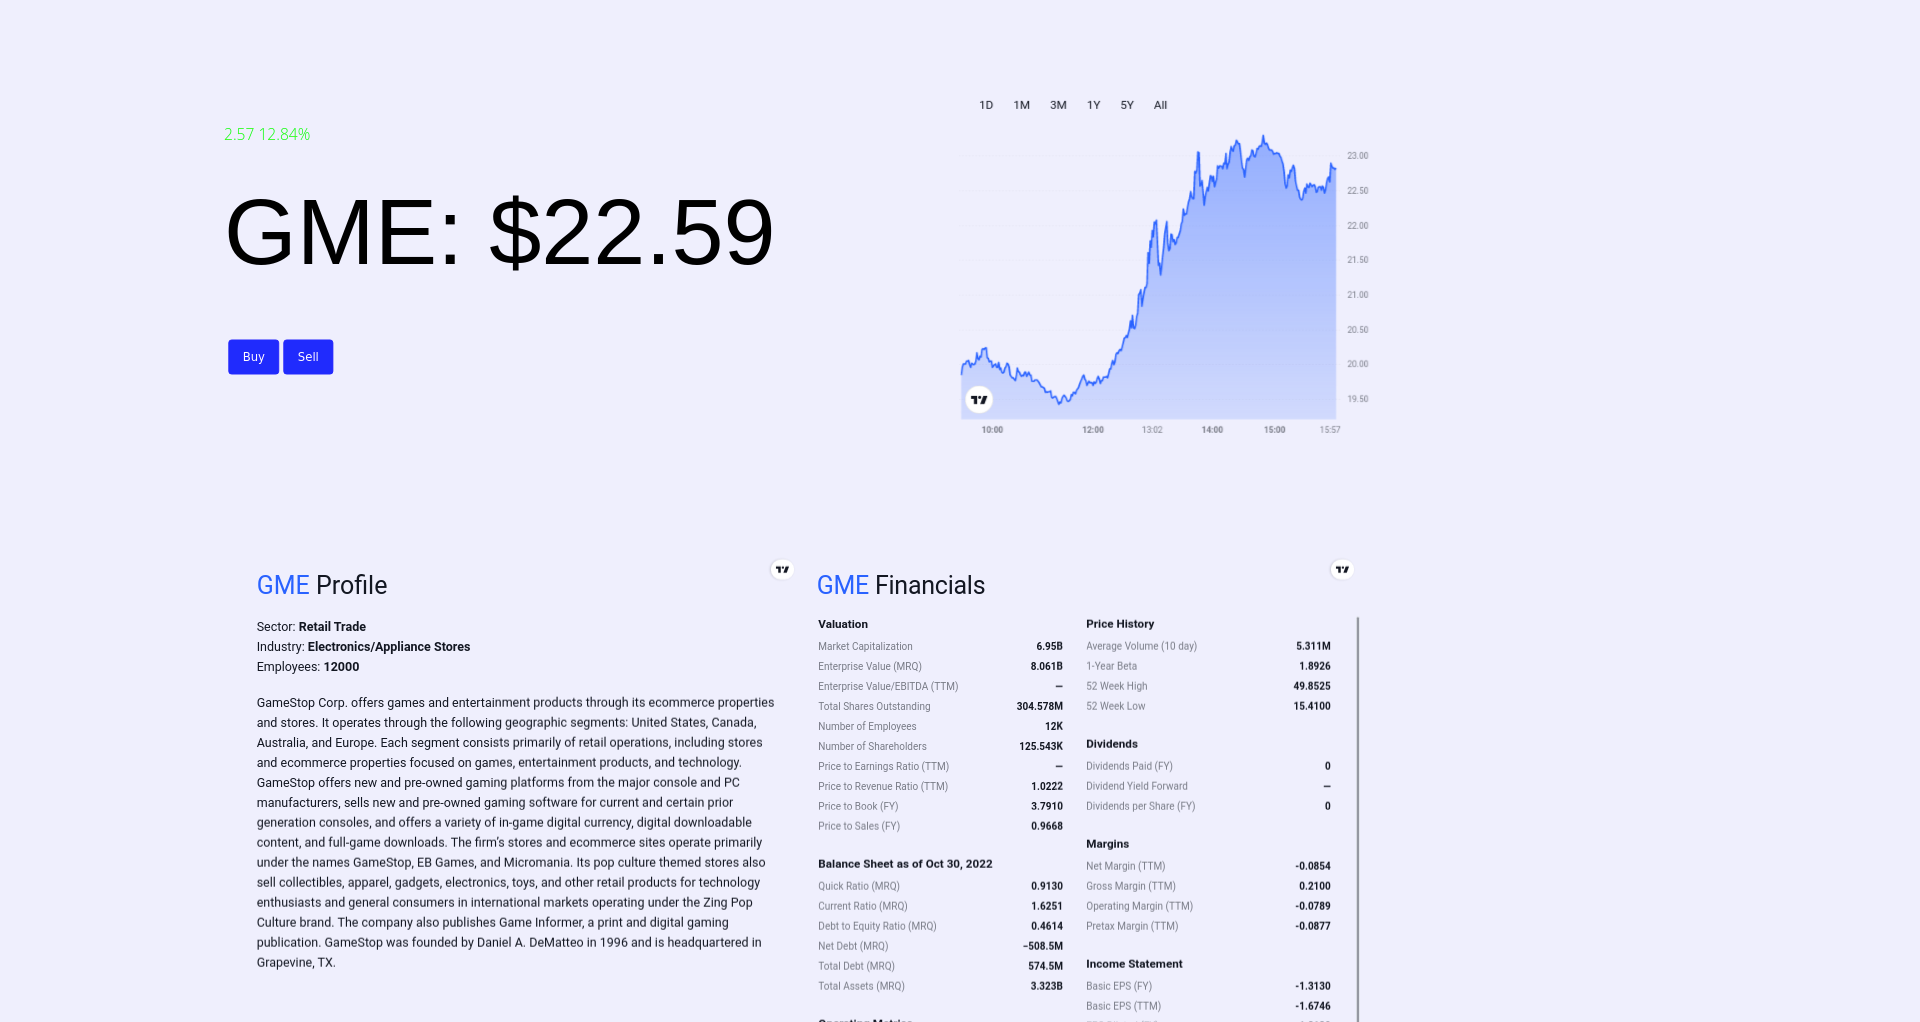 2.57 12.84%
GME: $22.59
Buy
Sell
1D 1M 3M 1Y 5Y All
23.00
22.50
22.00
21.50
21.00
20.50
20.00
19.50
10:00 12:00 13:02 14:00 15:00 15:57
GME Profile
Sector: Retail Trade
Industry: Electronics/Appliance Stores
Employees: 12000
GameStop Corp. offers games and entertainment products through its ecommerce properties
and stores. It operates through the following geographic segments: United States, Canada,
Australia, and Europe. Each segment consists primarily of retail operations, including stores
and ecommerce properties focused on games, entertainment products, and technology.
GameStop offers new and pre-owned gaming platforms from the major console and PC
manufacturers, sells new and pre-owned gaming software for current and certain prior
generation consoles, and offers a variety of in-game digital currency, digital downloadable
content, and full-game downloads. The firm's stores and ecommerce sites operate primarily
under the names GameStop, EB Games, and Micromania. Its pop culture themed stores also
sell collectibles, apparel, gadgets, electronics, toys, and other retail products for technology
enthusiasts and general consumers in international markets operating under the Zing Pop
Culture brand. The company also publishes Game Informer, a print and digital gaming
publication. GameStop was founded by Daniel A. DeMatteo in 1996 and is headquartered in
Grapevine, TX.
GME Financials
Valuation
Market Capitalization 6.95B
Enterprise Value (MRQ) 8.061B
Enterprise Value/EBITDA (TTM) —
Total Shares Outstanding 304.578M
Number of Employees 12K
Number of Shareholders 125.543K
Price to Earnings Ratio (TTM) —
Price to Revenue Ratio (TTM) 1.0222
Price to Book (FY) 3.7910
Price to Sales (FY) 0.9668
Balance Sheet as of Oct 30, 2022
Quick Ratio (MRQ) 0.9130
Current Ratio (MRQ) 1.6251
Debt to Equity Ratio (MRQ) 0.4614
Net Debt (MRQ) −508.5M
Total Debt (MRQ) 574.5M
Total Assets (MRQ) 3.323B
Operating Metrics
Price History
Average Volume (10 day) 5.311M
1-Year Beta 1.8926
52 Week High 49.8525
52 Week Low 15.4100
Dividends
Dividends Paid (FY) 0
Dividend Yield Forward —
Dividends per Share (FY) 0
Margins
Net Margin (TTM) -0.0854
Gross Margin (TTM) 0.2100
Operating Margin (TTM) -0.0789
Pretax Margin (TTM) -0.0877
Income Statement
Basic EPS (FY) -1.3130
Basic EPS (TTM) -1.6746